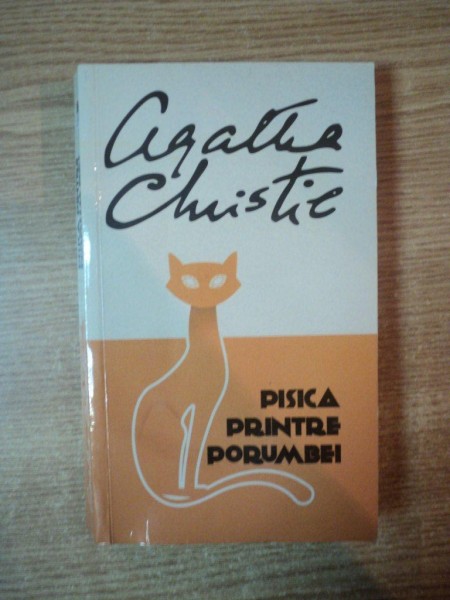 Agatha
Christie
PISICA
PRINTRE
PORUMBEI